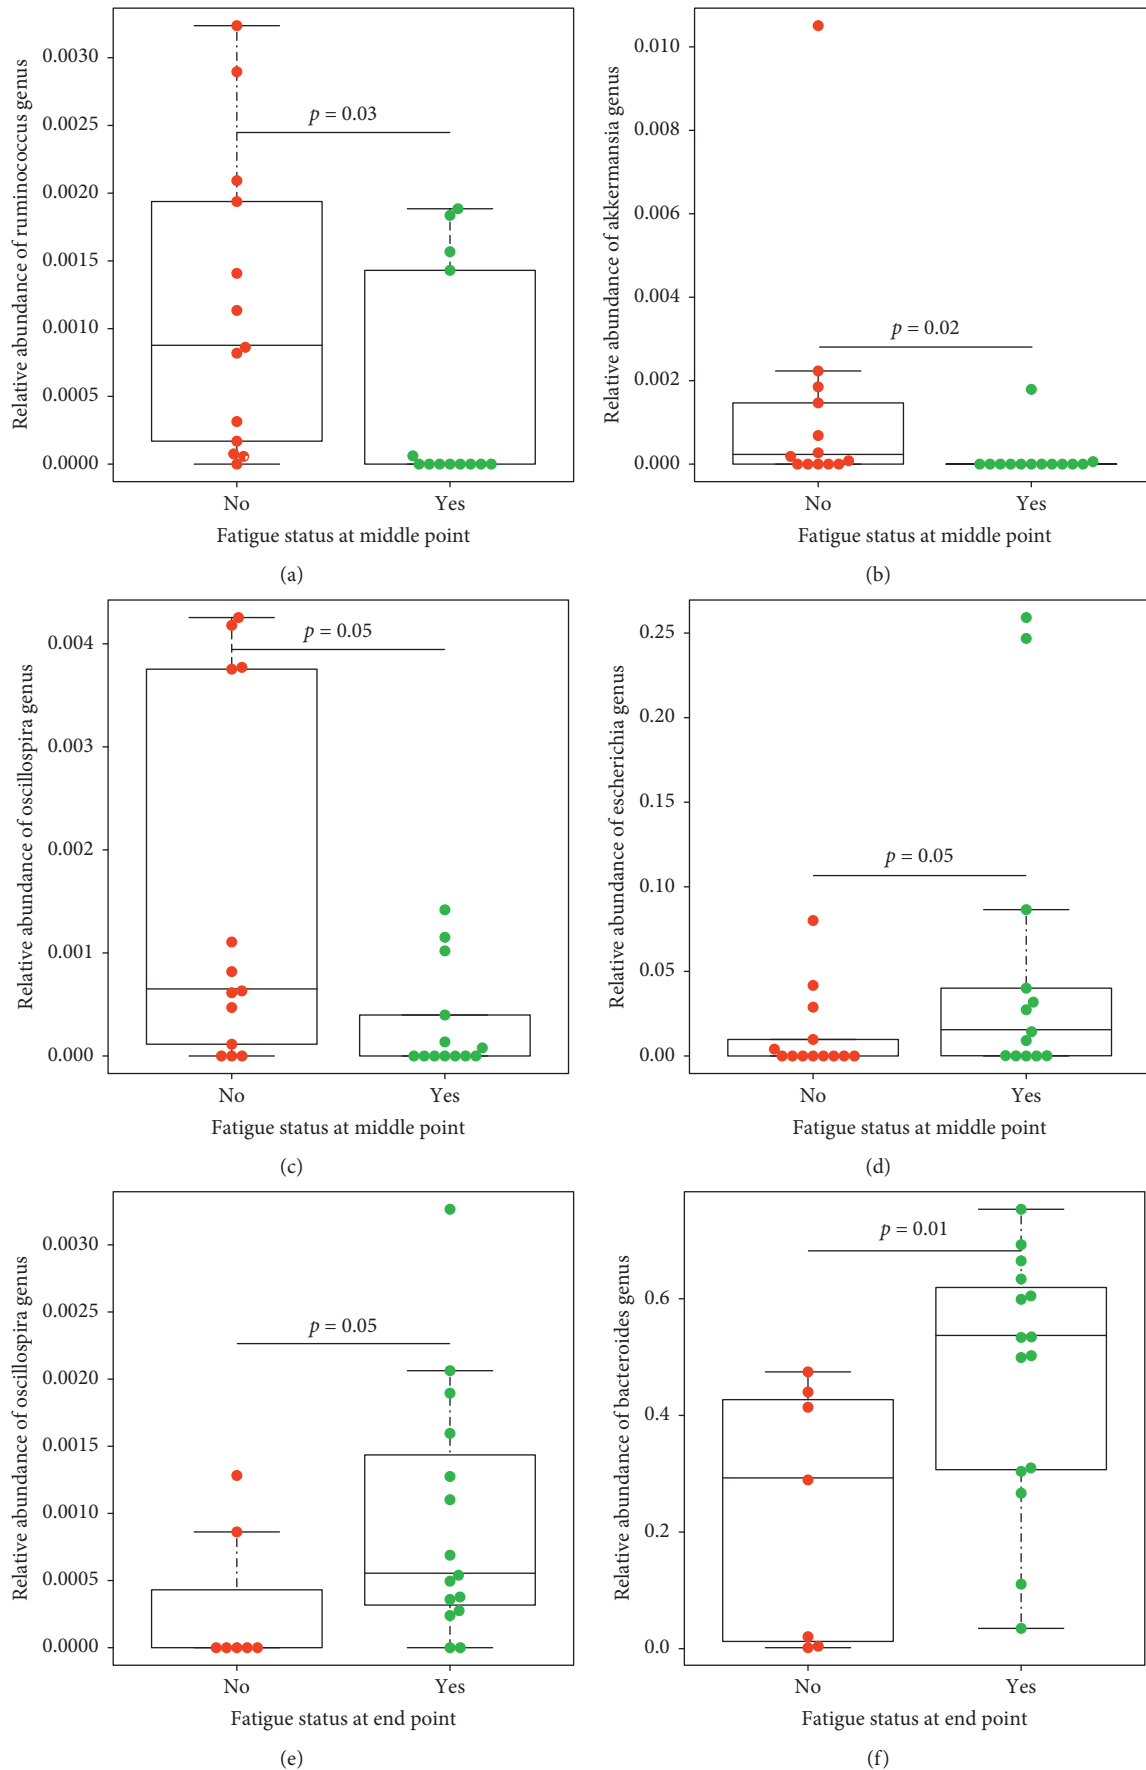 Relative abundance of ruminococcus genus
0.0030
0.0025
0.0020
0.0015
0.0010
0.0005
0.0000
p = 0.03
No
Yes
Fatigue status at middle point
(a)
Relative abundance of akkermansia genus
0.010
0.008
0.006
0.004
0.002
0.000
p = 0.02
No
Yes
Fatigue status at middle point
(b)
Relative abundance of oscillospira genus
0.004
0.003
0.002
0.001
0.000
p = 0.05
No
Yes
Fatigue status at middle point
(c)
Relative abundance of escherichia genus
0.25
0.20
0.15
0.10
0.05
0.00
p = 0.05
No
Yes
Fatigue status at middle point
(d)
Relative abundance of oscillospira genus
0.0030
0.0025
0.0020
0.0015
0.0010
0.0005
0.0000
p = 0.05
No
Yes
Fatigue status at end point
(e)
Relative abundance of bacteroides genus
0.6
0.4
0.2
0.0
p = 0.01
No
Yes
Fatigue status at end point
(f)